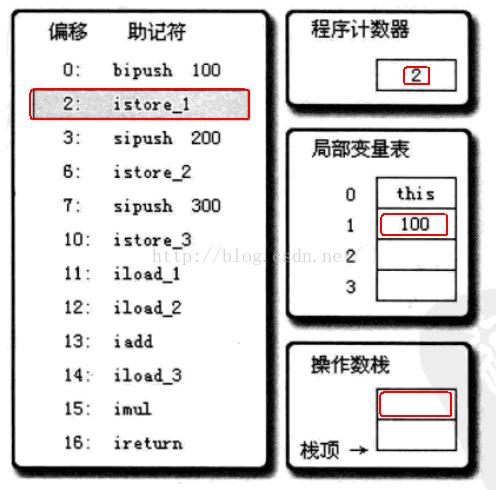 偏移 助记符
0: bipush 100
2: istore_1
3: sipush 200
6: istore_2
7: sipush 300
10: istore_3
11: iload_1
12: iload_2
13: iadd
14: iload_3
15: imul
16: ireturn
程序计数器
2
局部变量表
0 this
1 100
2
3
操作数栈
栈顶 →
http://blog.csdn.net/